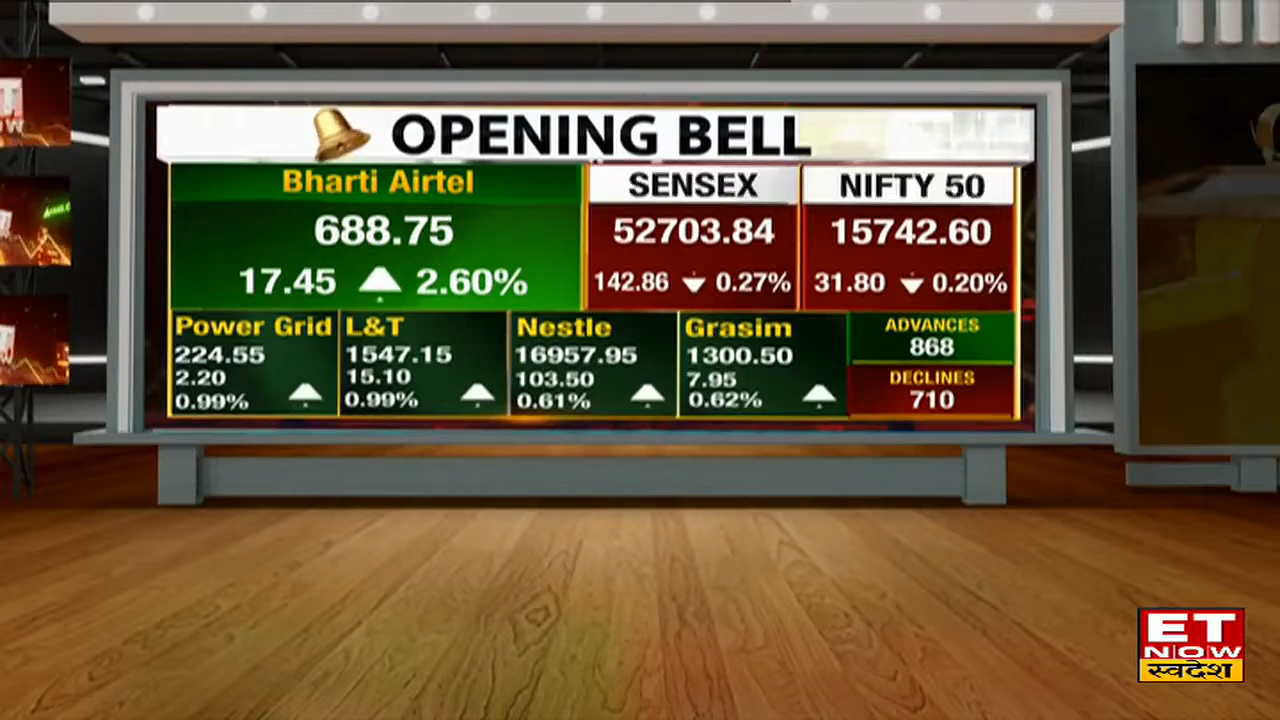 OPENING BELL
Bharti Airtel
688.75
17.45 2.60%
SENSEX
52703.84
142.86 0.27%
NIFTY 50
15742.60
31.80 0.20%
Power Grid
224.55
2.20
0.99%
L&T
1547.15
15.10
0.99%
Nestle
16957.95
103.50
0.61%
Grasim
1300.50
7.95
0.62%
ADVANCES
868
DECLINES
710
ET
NOW
स्वदेश